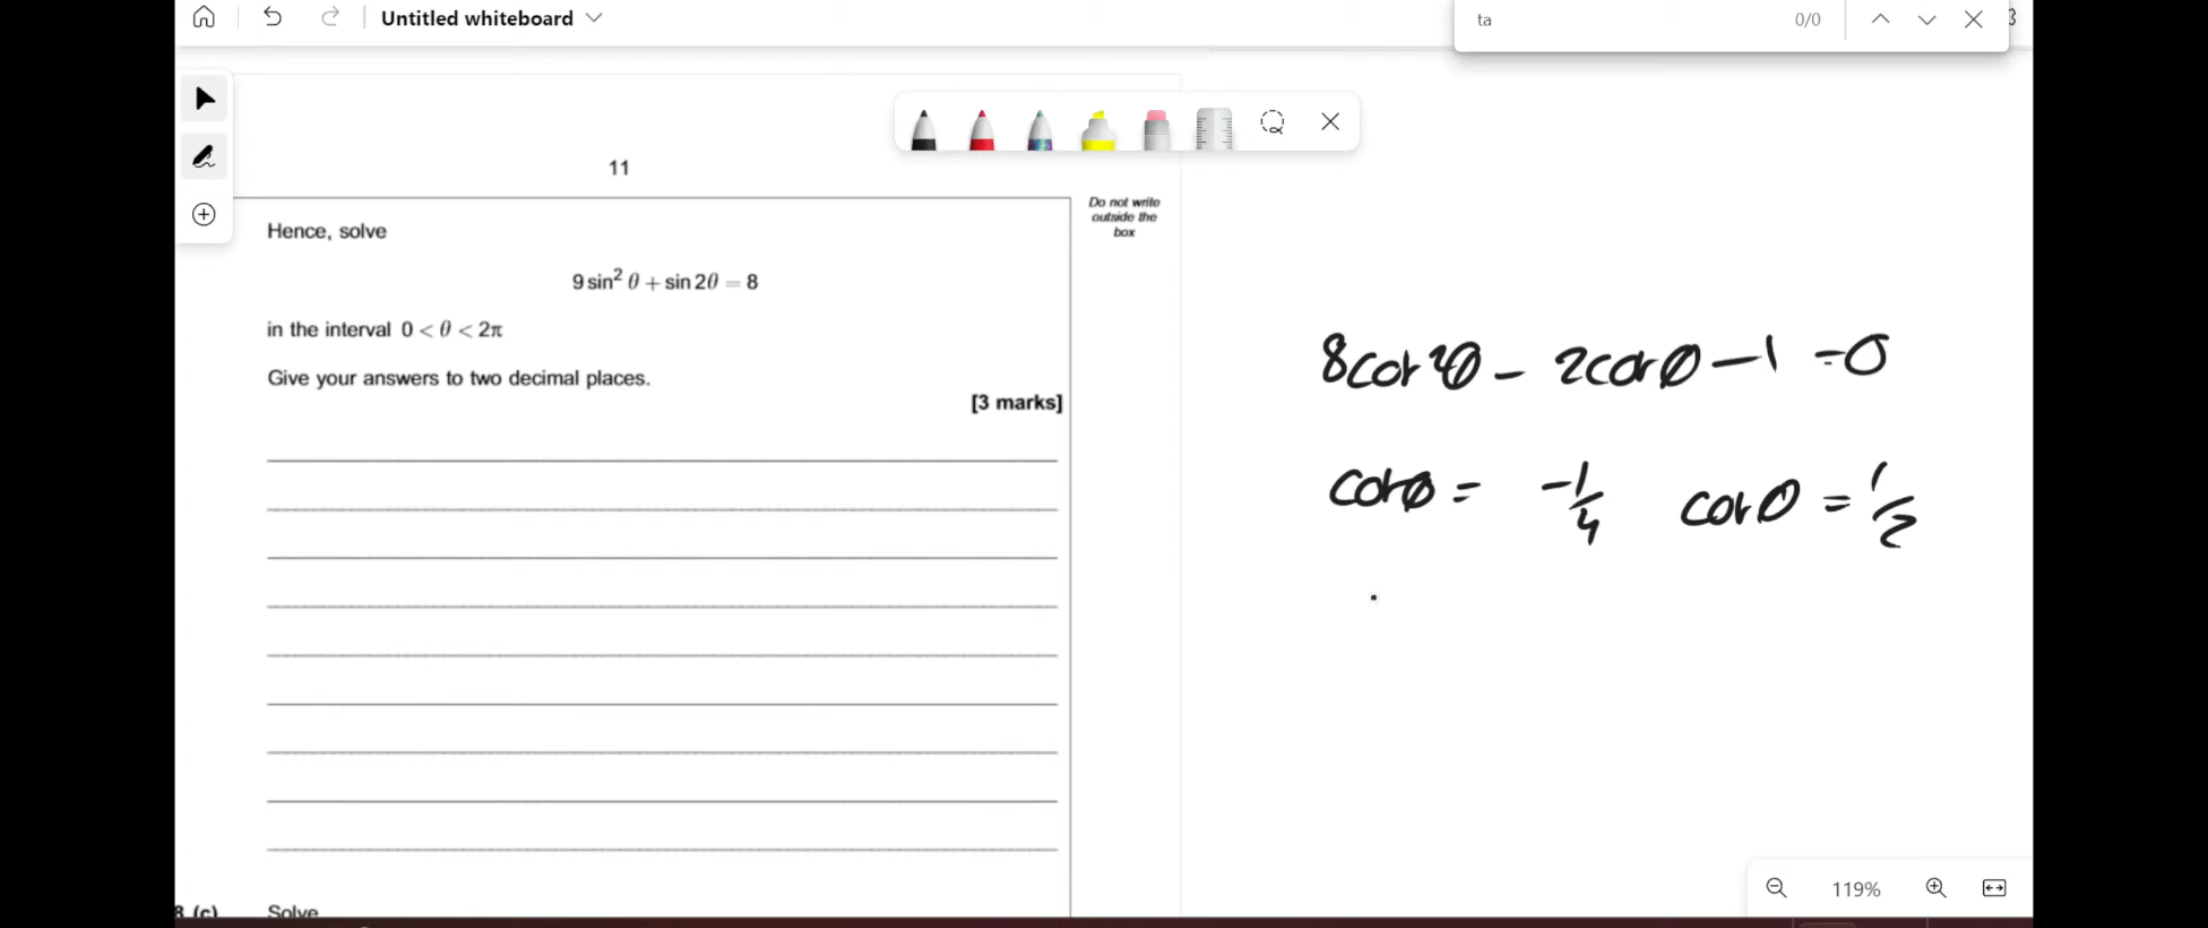 Untitled whiteboard
ta 0/0
11
Do not write
outside the
box
Hence, solve
9 sin² θ + sin 2θ = 8
in the interval 0 < θ < 2π
Give your answers to two decimal places.
[3 marks]
8cot²θ - 2cotθ - 1 = 0
cotθ = -1/4 cotθ = 1/2
119%
8 (c) Solve